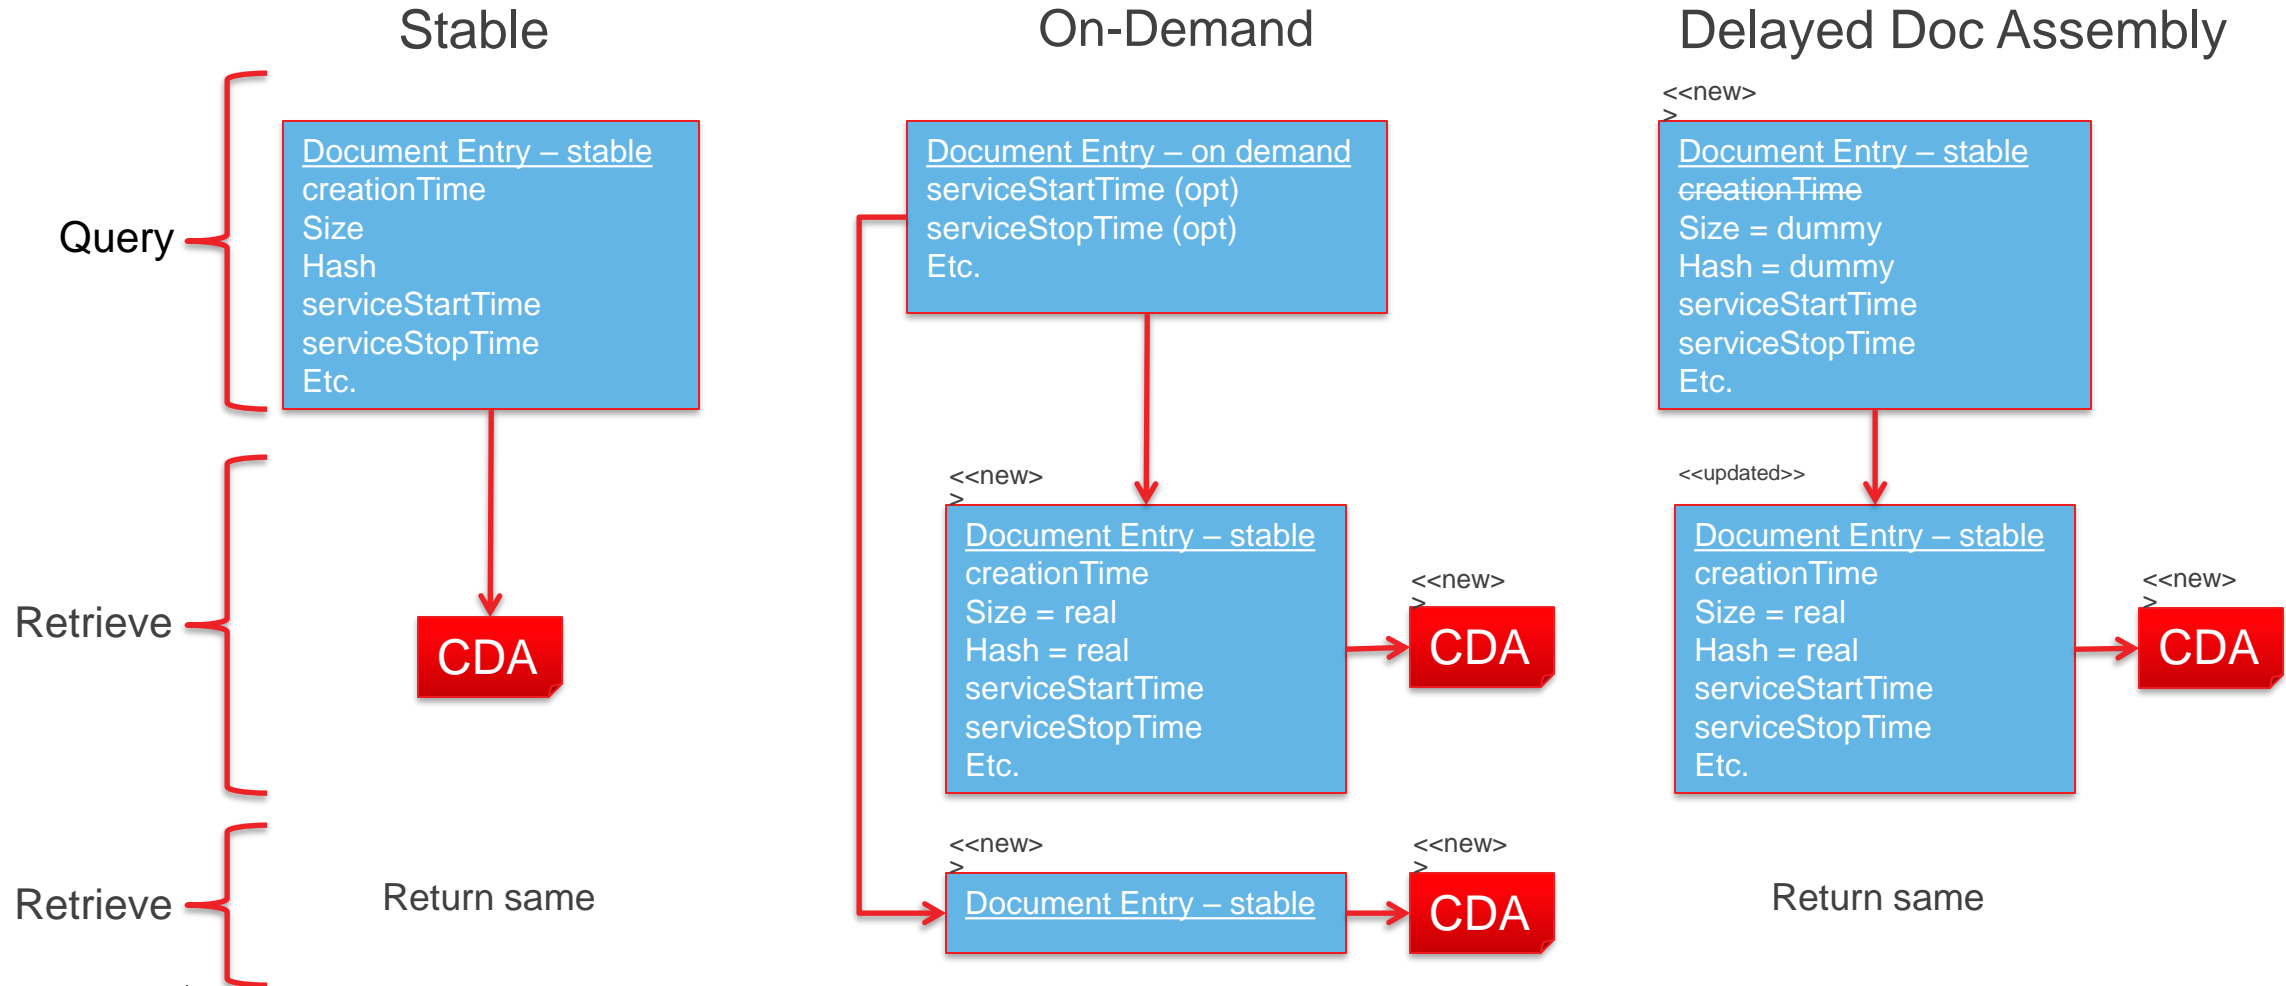 Stable
On-Demand
Delayed Doc Assembly
Query
Document Entry – stable
creationTime
Size
Hash
serviceStartTime
serviceStopTime
Etc.
Document Entry – on demand
serviceStartTime (opt)
serviceStopTime (opt)
Etc.
<<new>
>
Document Entry – stable
creationTime
Size = dummy
Hash = dummy
serviceStartTime
serviceStopTime
Etc.
Retrieve
CDA
<<new>
>
Document Entry – stable
creationTime
Size = real
Hash = real
serviceStartTime
serviceStopTime
Etc.
<<new>
>
CDA
<<updated>>
Document Entry – stable
creationTime
Size = real
Hash = real
serviceStartTime
serviceStopTime
Etc.
<<new>
>
CDA
Retrieve
Return same
<<new>
>
Document Entry – stable
<<new>
>
CDA
Return same